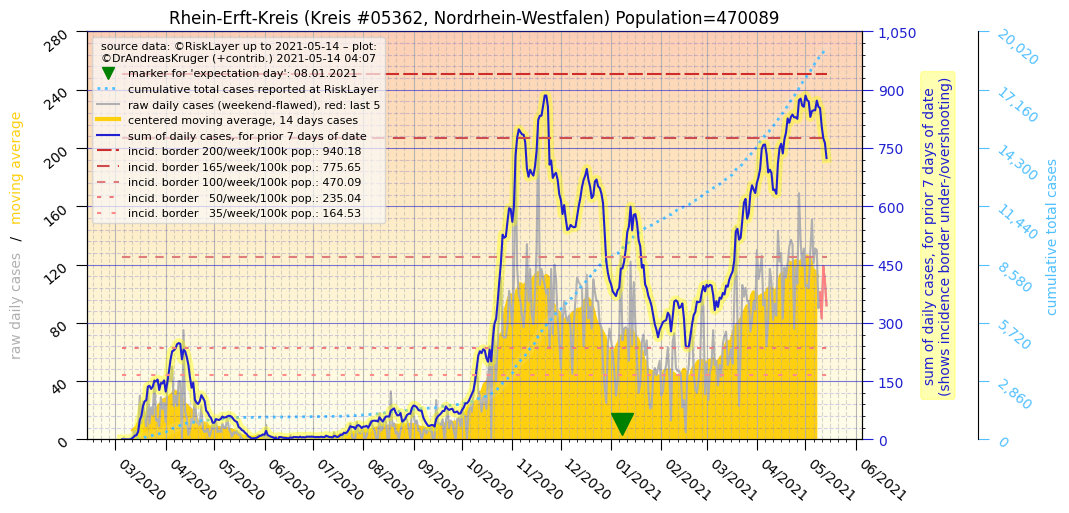 Rhein-Erft-Kreis (Kreis #05362, Nordrhein-Westfalen) Population=470089
source data: ©RiskLayer up to 2021-05-14 – plot:
©DrAndreasKruger (+contrib.) 2021-05-14 04:07
marker for 'expectation day': 08.01.2021
cumulative total cases reported at RiskLayer
raw daily cases (weekend-flawed), red: last 5
centered moving average, 14 days cases
sum of daily cases, for prior 7 days of date
incid. border 200/week/100k pop.: 940.18
incid. border 165/week/100k pop.: 775.65
incid. border 100/week/100k pop.: 470.09
incid. border   50/week/100k pop.: 235.04
incid. border   35/week/100k pop.: 164.53
raw daily cases / moving average
280
240
200
160
120
80
40
0
03/2020
04/2020
05/2020
06/2020
07/2020
08/2020
09/2020
10/2020
11/2020
12/2020
01/2021
02/2021
03/2021
04/2021
05/2021
06/2021
1,050
900
750
600
450
300
150
0
sum of daily cases, for prior 7 days of date
(shows incidence border under-/overshooting)
20,020
17,160
14,300
11,440
8,580
5,720
2,860
0
cumulative total cases